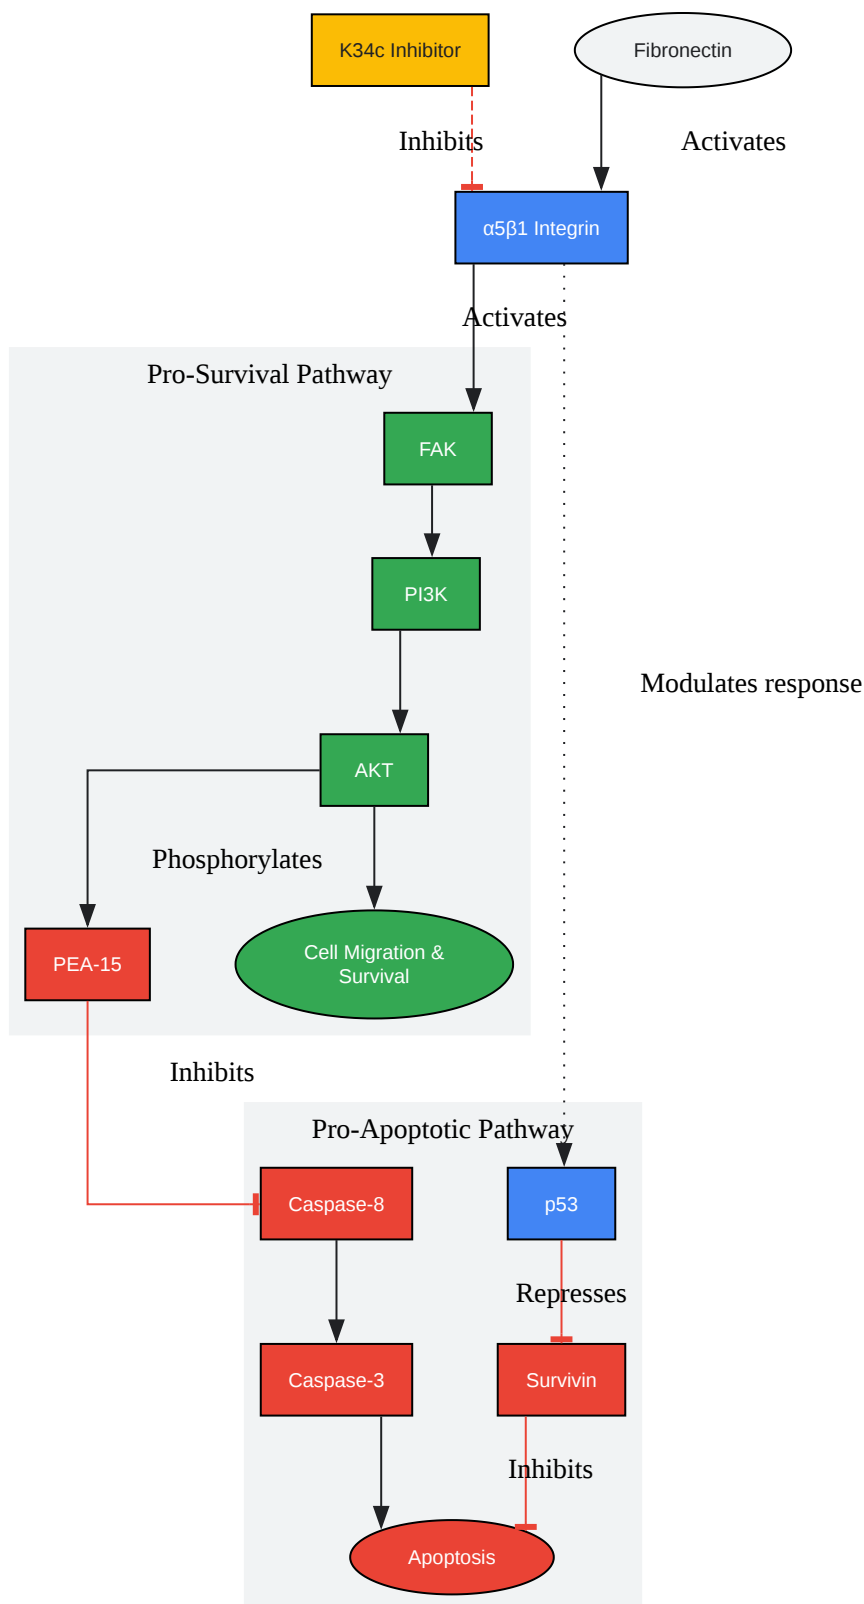 K34c Inhibitor
Fibronectin
Inhibits
Activates
α5β1 Integrin
Activates
Pro-Survival Pathway
FAK
PI3K
Modulates response
AKT
Phosphorylates
PEA-15
Cell Migration &
Survival
Inhibits
Pro-Apoptotic Pathway
Caspase-8
p53
Represses
Caspase-3
Survivin
Inhibits
Apoptosis